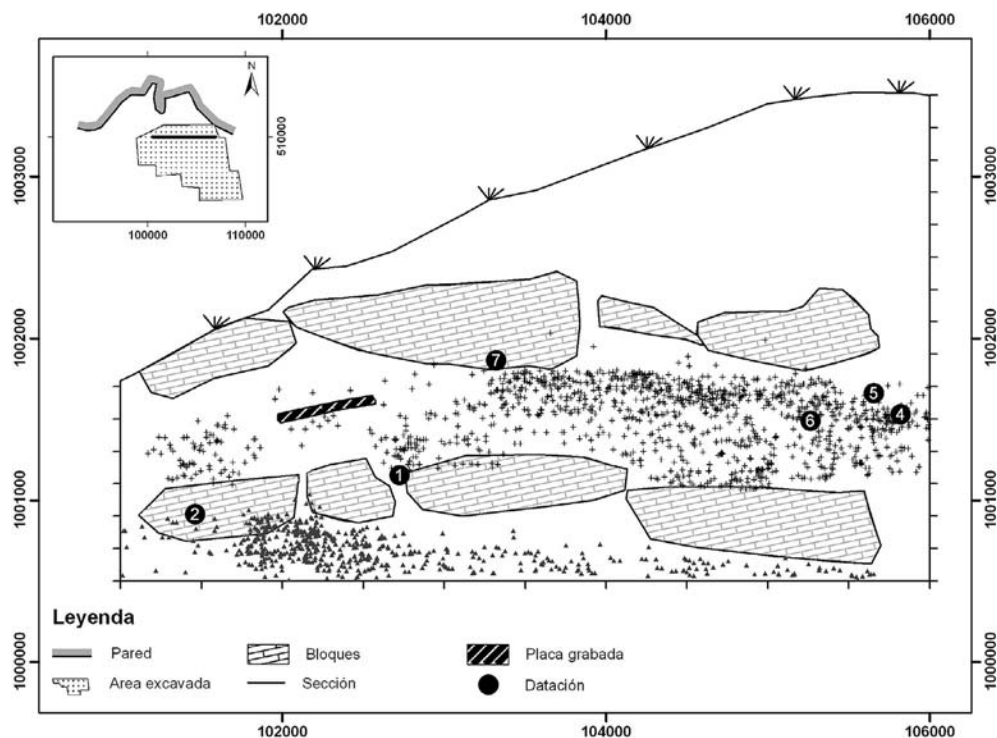 102000 104000 106000
N
510000
100000 110000
1003000 1003000
1002000 1002000
7
5
4
6
1
1001000 1001000
2
Leyenda
Pared Bloques Placa grabada
Area excavada Sección Datación
1000000 1000000
102000 104000 106000